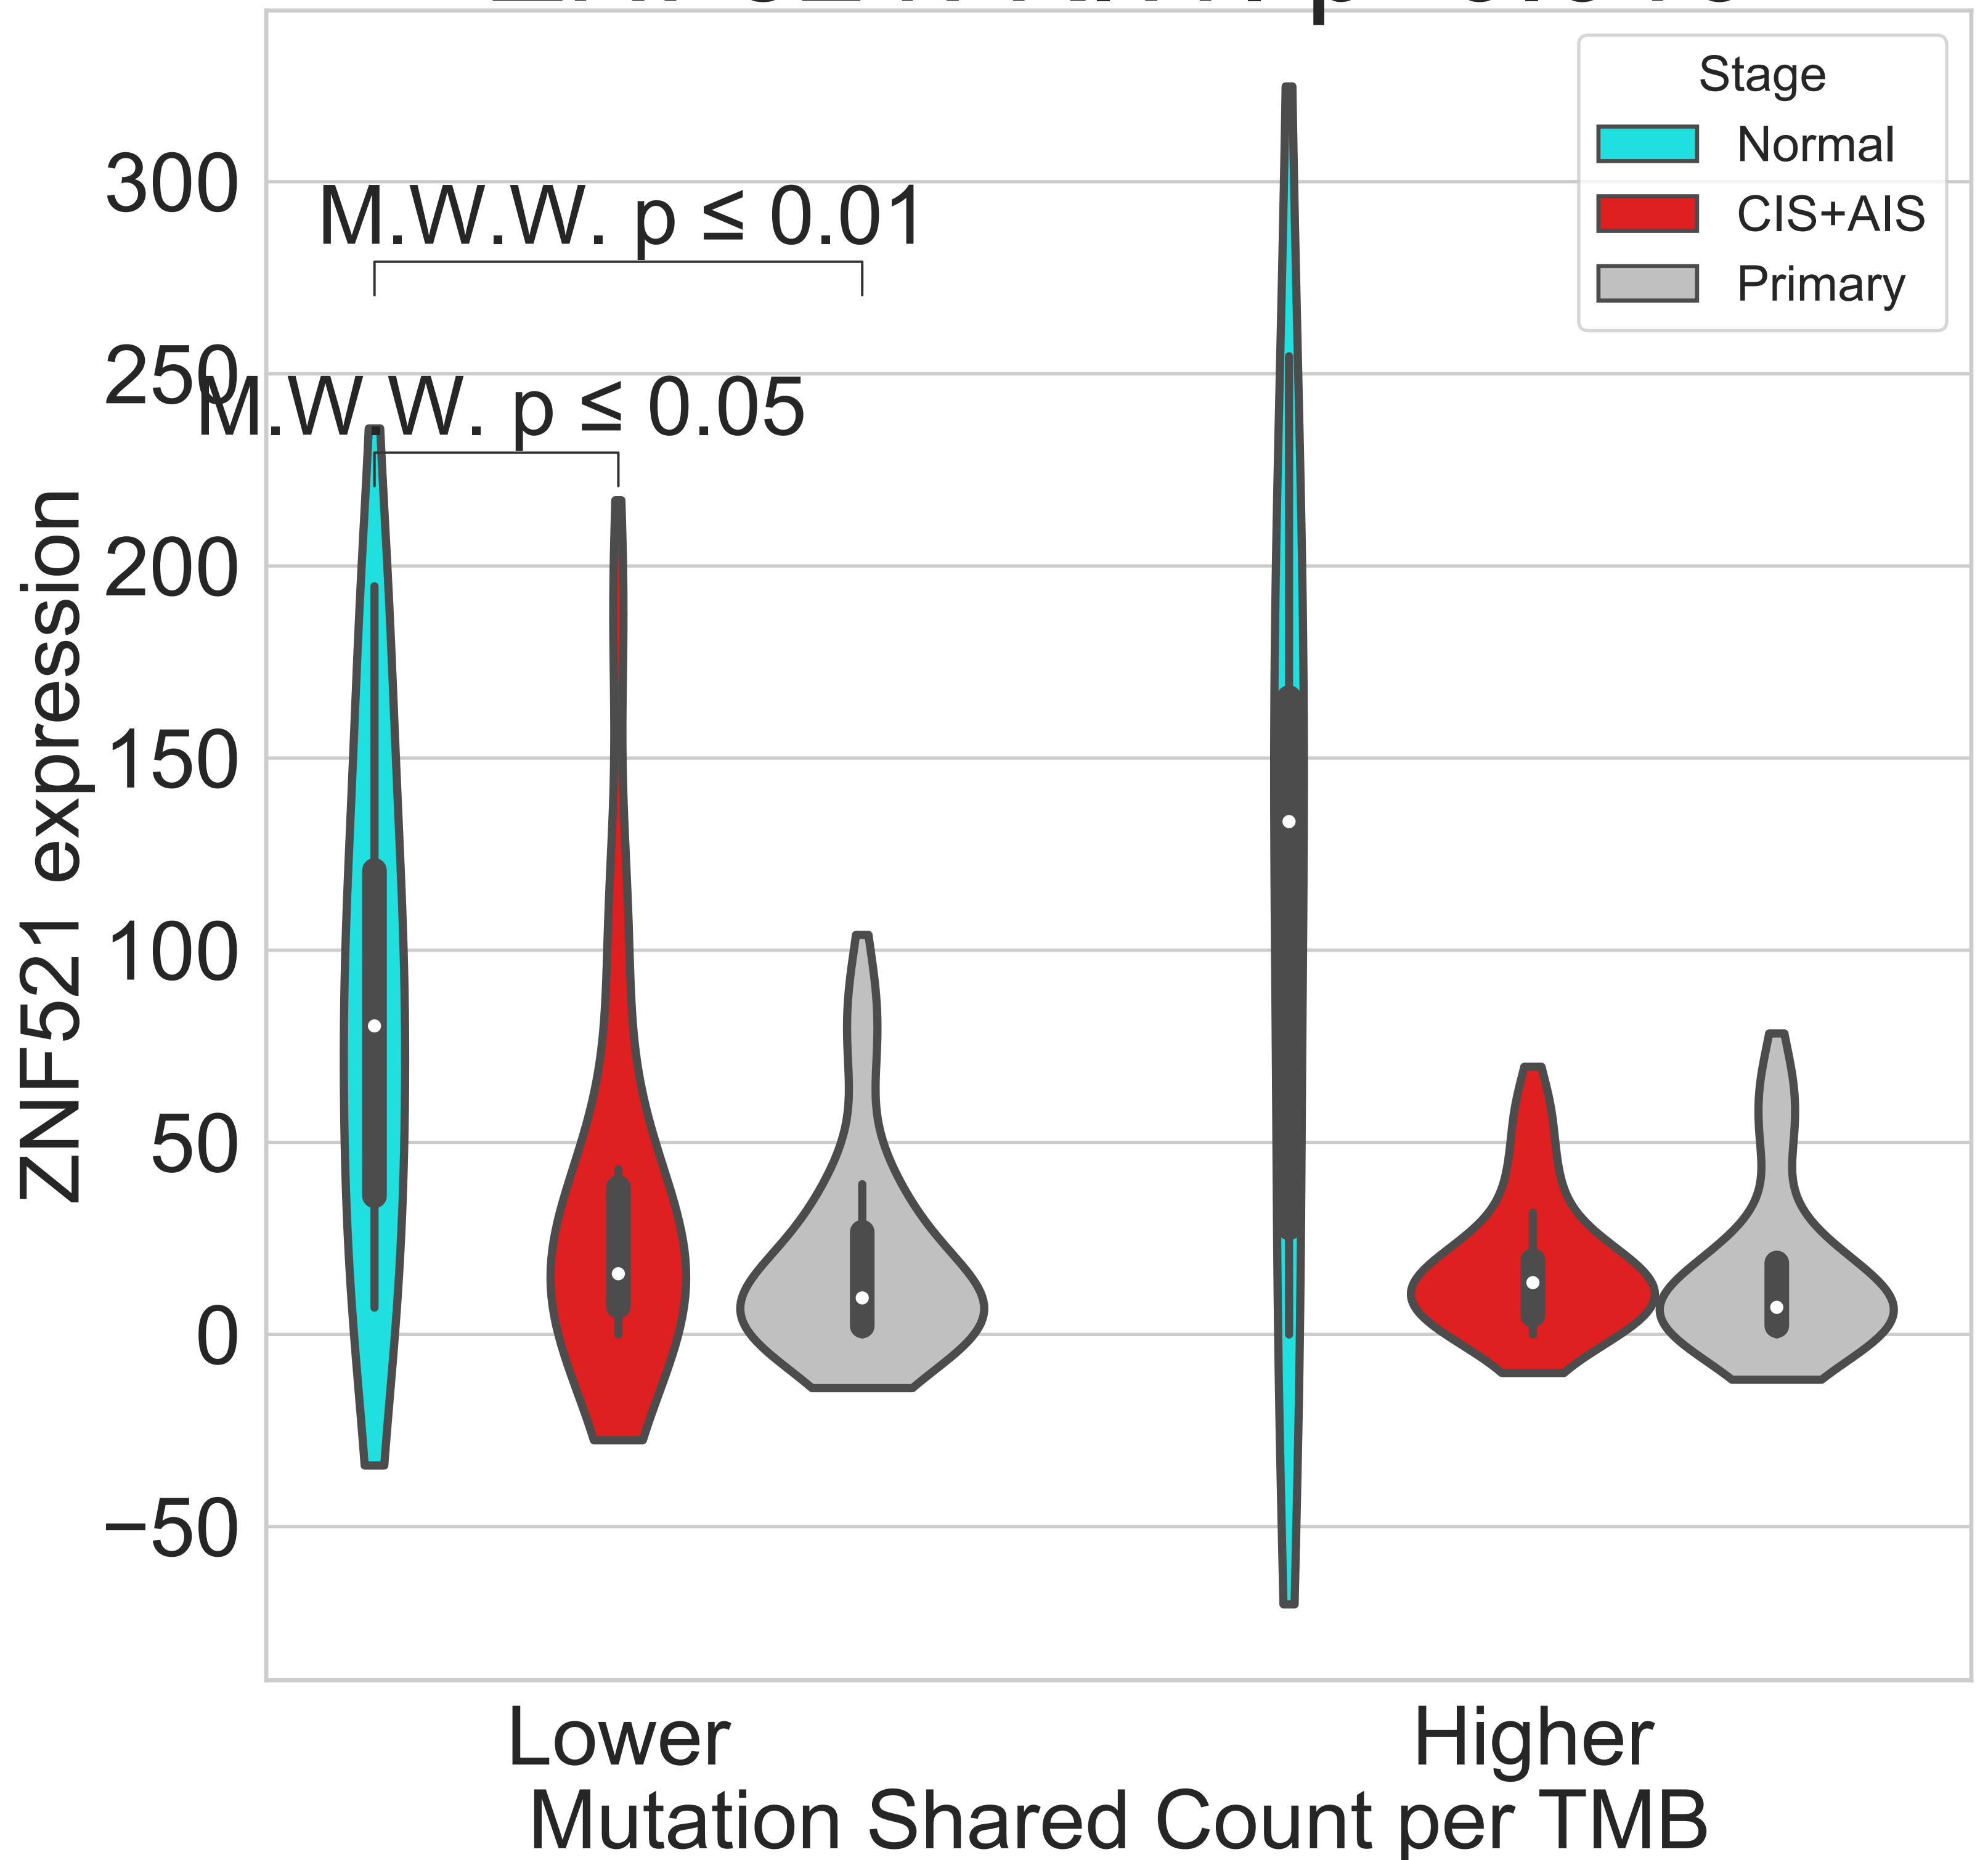 Stage
Normal
CIS+AIS
Primary
M.W.W. p ≤ 0.01
M.W.W. p ≤ 0.05
300
250
200
150
100
50
0
−50
ZNF521 expression
Lower
Higher
Mutation Shared Count per TMB